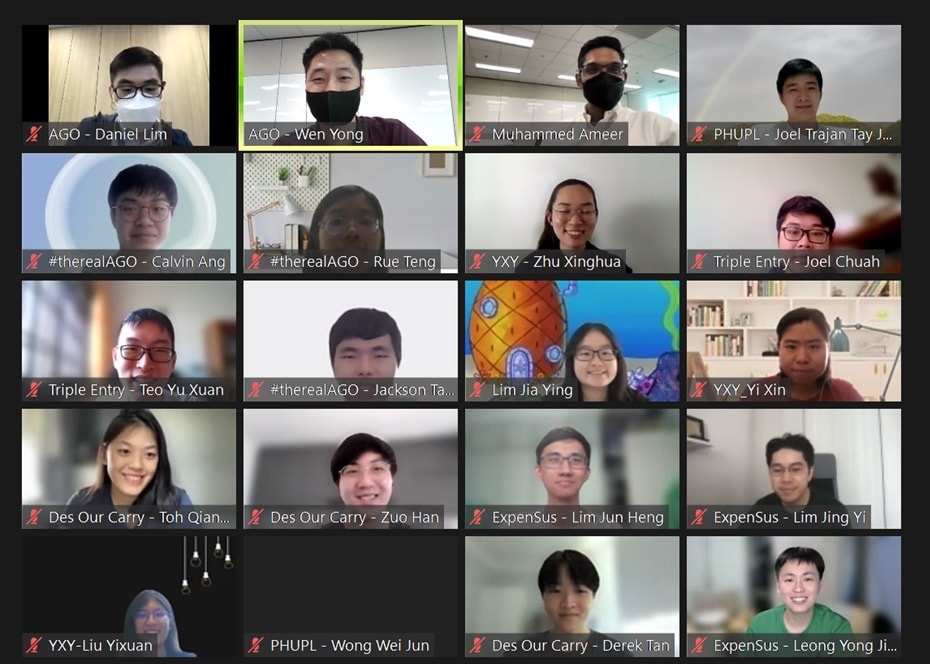 AGO - Daniel Lim
AGO - Wen Yong
Muhammed Ameer
PHUPL - Joel Trajan Tay J...
#therealAGO - Calvin Ang
#therealAGO - Rue Teng
YXY - Zhu Xinghua
Triple Entry - Joel Chuah
Triple Entry - Teo Yu Xuan
#therealAGO - Jackson Ta...
Lim Jia Ying
YXY_Yi Xin
Des Our Carry - Toh Qian...
Des Our Carry - Zuo Han
ExpenSus - Lim Jun Heng
ExpenSus - Lim Jing Yi
YXY-Liu Yixuan
PHUPL - Wong Wei Jun
Des Our Carry - Derek Tan
ExpenSus - Leong Yong Ji...